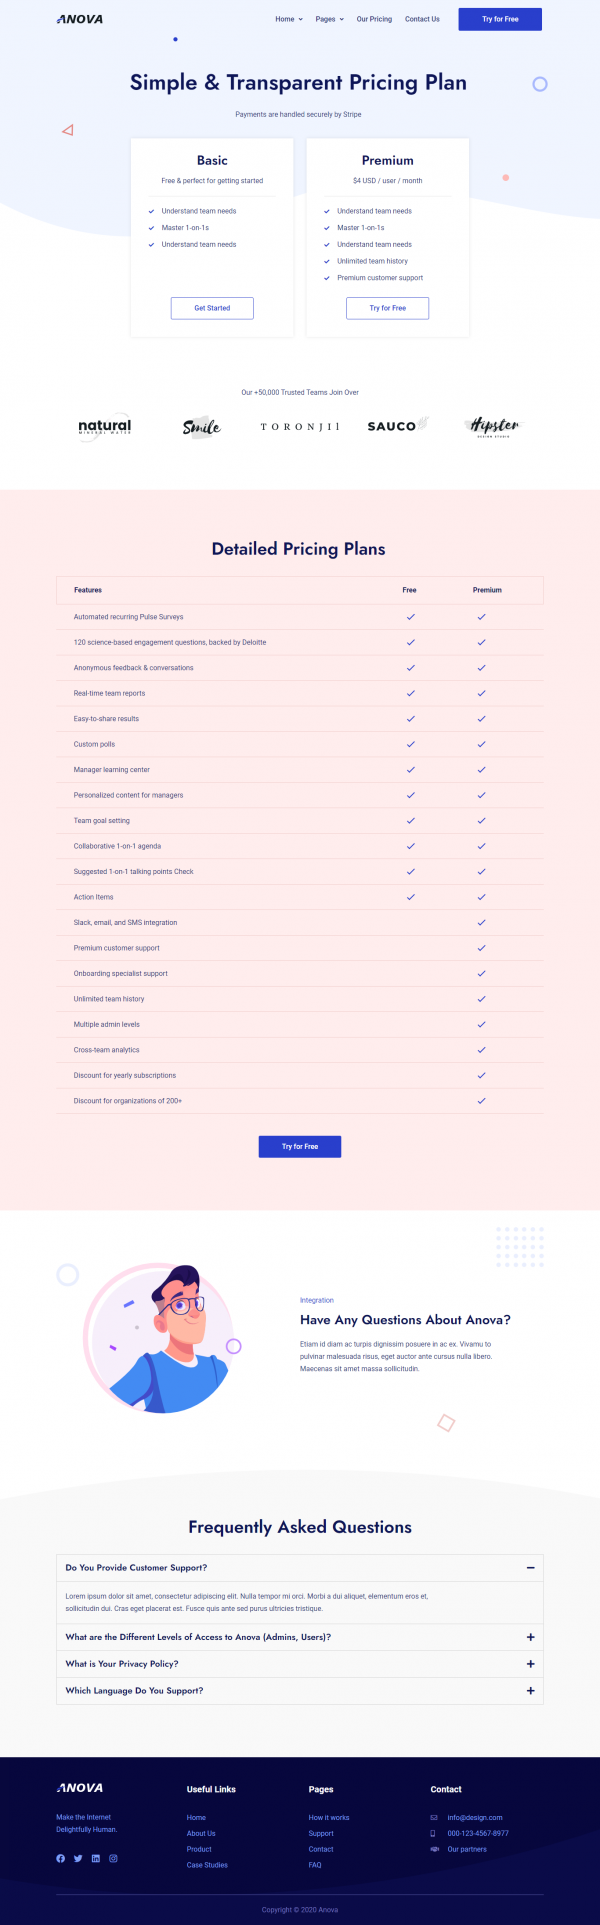 ANOVA
Home
Pages
Our Pricing
Contact Us
Try for Free
Simple & Transparent Pricing Plan
Payments are handled securely by Stripe
Basic
Free & perfect for getting started
Understand team needs
Master 1-on-1s
Understand team needs
Get Started
Premium
$4 USD / user / month
Understand team needs
Master 1-on-1s
Understand team needs
Unlimited team history
Premium customer support
Try for Free
Our +50,000 Trusted Teams Join Over
natural
MINERAL WATER
Smile
TORONJIl
SAUCO
Hipster
DESIGN STUDIO
Detailed Pricing Plans
Features Free Premium
Automated recurring Pulse Surveys
120 science-based engagement questions, backed by Deloitte
Anonymous feedback & conversations
Real-time team reports
Easy-to-share results
Custom polls
Manager learning center
Personalized content for managers
Team goal setting
Collaborative 1-on-1 agenda
Suggested 1-on-1 talking points Check
Action Items
Slack, email, and SMS integration
Premium customer support
Onboarding specialist support
Unlimited team history
Multiple admin levels
Cross-team analytics
Discount for yearly subscriptions
Discount for organizations of 200+
Try for Free
Integration
Have Any Questions About Anova?
Etiam id diam ac turpis dignissim posuere in ac ex. Vivamu to
pulvinar malesuada risus, eget auctor ante cursus nulla libero.
Maecenas sit amet massa sollicitudin.
Frequently Asked Questions
Do You Provide Customer Support?
Lorem ipsum dolor sit amet, consectetur adipiscing elit. Nulla tempor mi orci. Morbi a dui aliquet, elementum eros et,
sollicitudin dui. Cras eget placerat est. Fusce quis ante sed purus ultricies tristique.
What are the Different Levels of Access to Anova (Admins, Users)?
What is Your Privacy Policy?
Which Language Do You Support?
ANOVA
Make the Internet
Delightfully Human.
Useful Links
Home
About Us
Product
Case Studies
Pages
How it works
Support
Contact
FAQ
Contact
info@design.com
000-123-4567-8977
Our partners
Copyright © 2020 Anova